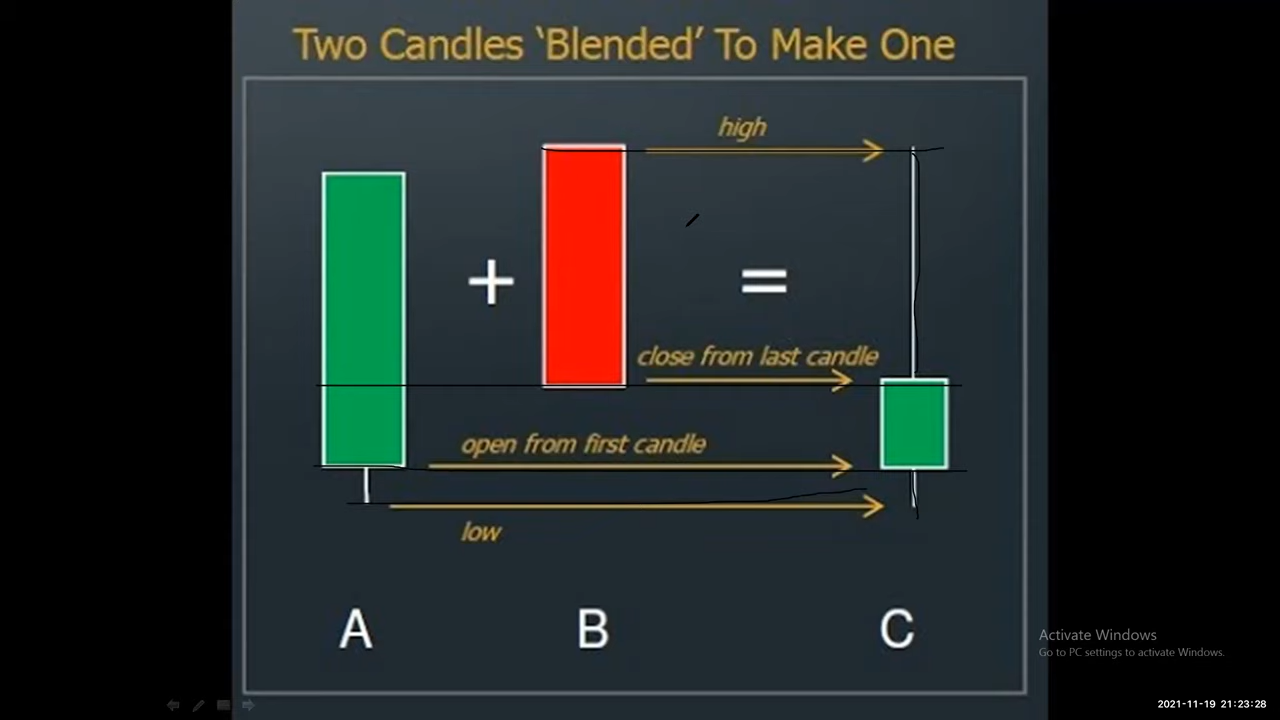 Two Candles ‘Blended’ To Make One
high
+
=
close from last candle
open from first candle
low
A B C
Activate Windows
Go to PC settings to activate Windows.
2021-11-19 21:23:28